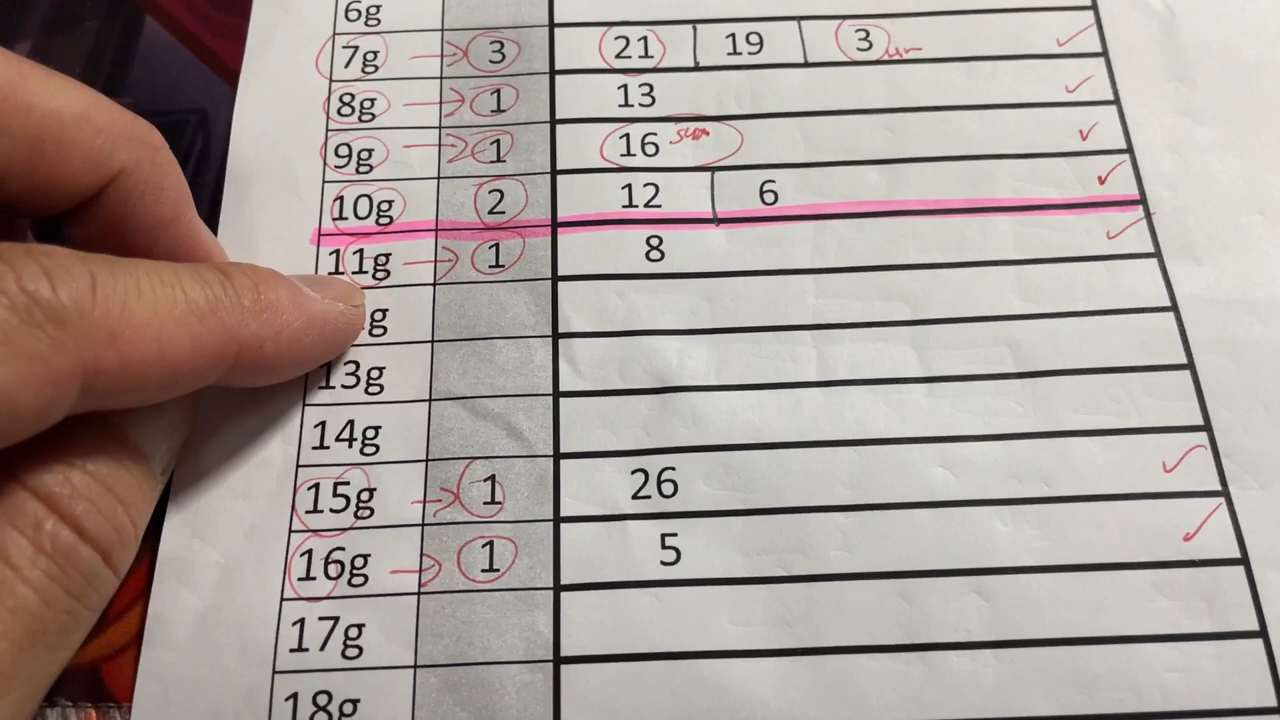 6g
7g → 3 21 19 3
8g → 1 13
9g → 1 16 sum
10g 2 12 6
11g → 1 8
g
13g
14g
15g → 1 26
16g → 1 5
17g
18g